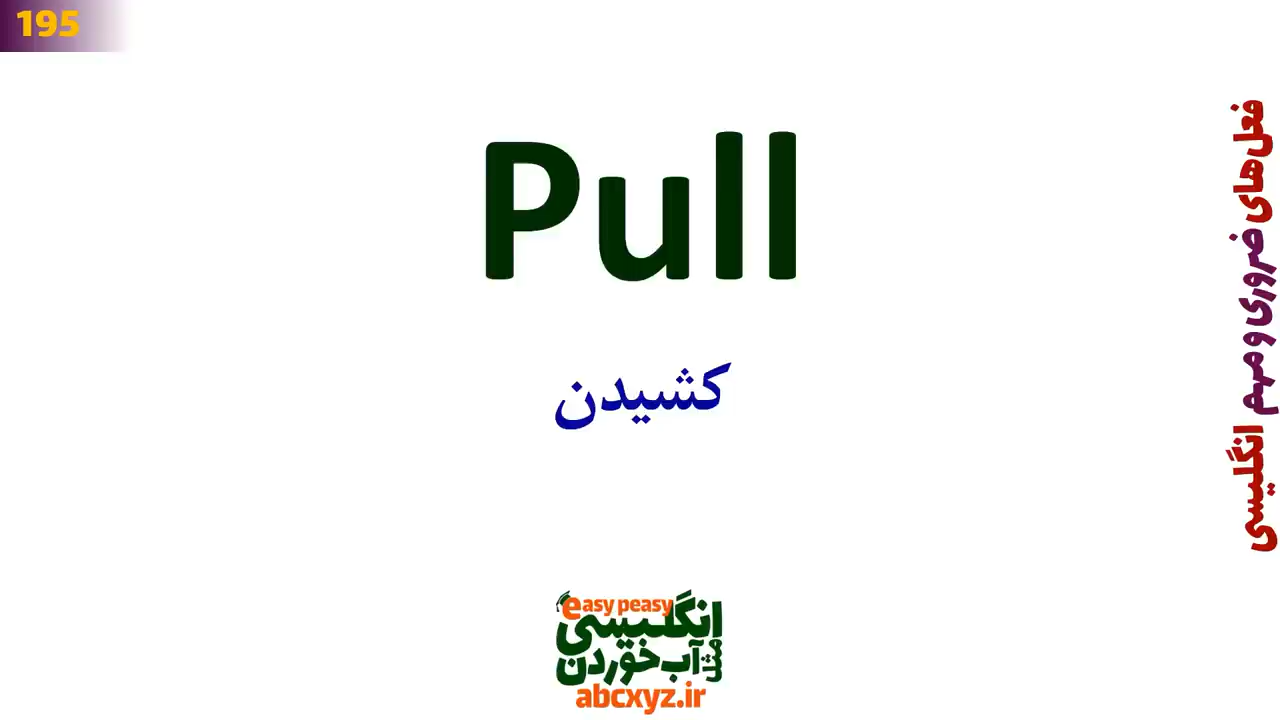 195
Pull
کشیدن
فعل‌های ضروری و مهم انگلیسی
easy peasy
انگلیسی
مثل آب خوردن
abcxyz.ir